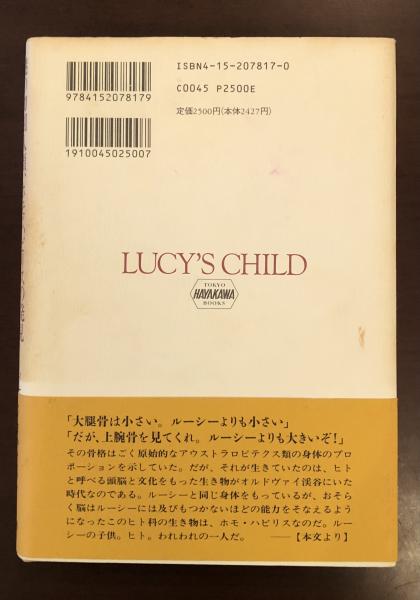 ISBN4-15-207817-0
C0045 P2500E
9784152078179
定価2500円(本体2427円)
1910045025007
LUCY'S CHILD
TOKYO
HAYAKAWA
BOOKS
「大腿骨は小さい。ルーシーよりも小さい」
「だが、上腕骨を見てくれ。ルーシーよりも大きいぞ!」
その骨格はごく原始的なアウストラロピテクス類の身体のプロ
ポーションを示していた。だが、それが生きていたのは、ヒト
と呼べる頭脳と文化をもった生き物がオルドヴァイ渓谷にいた
時代なのである。ルーシーと同じ身体をもっているが、おそら
く脳はルーシーには及びもつかないほどの能力をそなえるよう
になったこのヒト科の生き物は、ホモ・ハビリスなのだ。ルー
シーの子供。ヒト。われわれの一人だ。 ――【本文より】